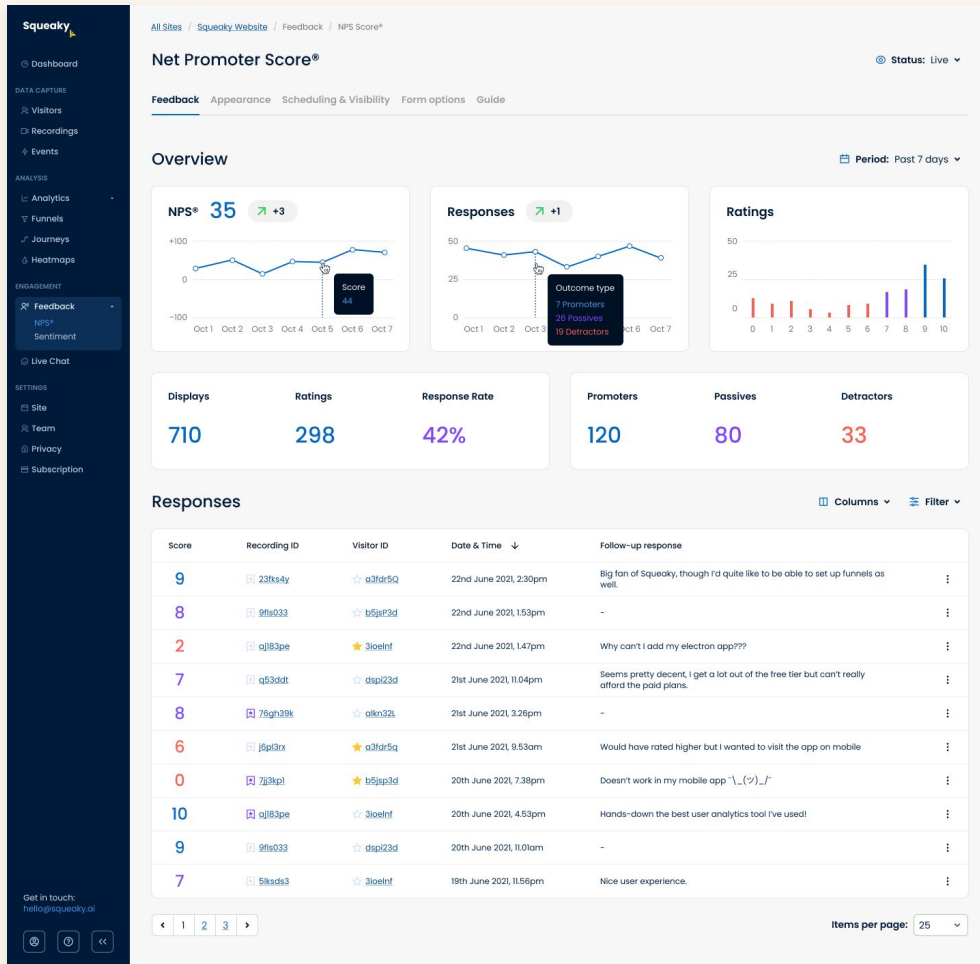 Squeaky
Dashboard
DATA CAPTURE
Visitors
Recordings
Events
ANALYSIS
Analytics
Funnels
Journeys
Heatmaps
ENGAGEMENT
Feedback
NPS®
Sentiment
Live Chat
SETTINGS
Site
Team
Privacy
Subscription
Get in touch:
hello@squeaky.ai
All Sites / Squeaky Website / Feedback / NPS Score®
Net Promoter Score®
Status: Live
Feedback Appearance Scheduling & Visibility Form options Guide
Overview
Period: Past 7 days
NPS® 35 +3
+100
0
-100
Oct 1 Oct 2 Oct 3 Oct 4 Oct 5 Oct 6 Oct 7
Score
44
Responses +1
50
25
0
Oct 1 Oct 2 Oct 3 Oct 6 Oct 7
Outcome type
7 Promoters
26 Passives
19 Detractors
Ratings
50
25
0
0 1 2 3 4 5 6 7 8 9 10
Displays Ratings Response Rate
710 298 42%
Promoters Passives Detractors
120 80 33
Responses
Columns Filter
Score Recording ID Visitor ID Date & Time ↓ Follow-up response
9 23fks4y a3fdr5Q 22nd June 2021, 2:30pm Big fan of Squeaky, though I'd quite like to be able to set up funnels as
well.
8 9fls033 b5jsP3d 22nd June 2021, 1.53pm -
2 aj183pe 3ioeInf 22nd June 2021, 1.47pm Why can't I add my electron app???
7 q53ddt dspi23d 21st June 2021, 11.04pm Seems pretty decent, I get a lot out of the free tier but can't really
afford the paid plans.
8 76gh39k alkn32L 21st June 2021, 3.26pm -
6 j6pl3rx a3fdr5q 21st June 2021, 9.53am Would have rated higher but I wanted to visit the app on mobile
0 7jj3kp1 b5jsp3d 20th June 2021, 7.38pm Doesn't work in my mobile app ¯\_(ツ)_/¯
10 aj183pe 3ioeInf 20th June 2021, 4.53pm Hands-down the best user analytics tool I've used!
9 9fls033 dspi23d 20th June 2021, 11.01am -
7 5lksds3 3ioeInf 19th June 2021, 11.56pm Nice user experience.
1 2 3
Items per page: 25